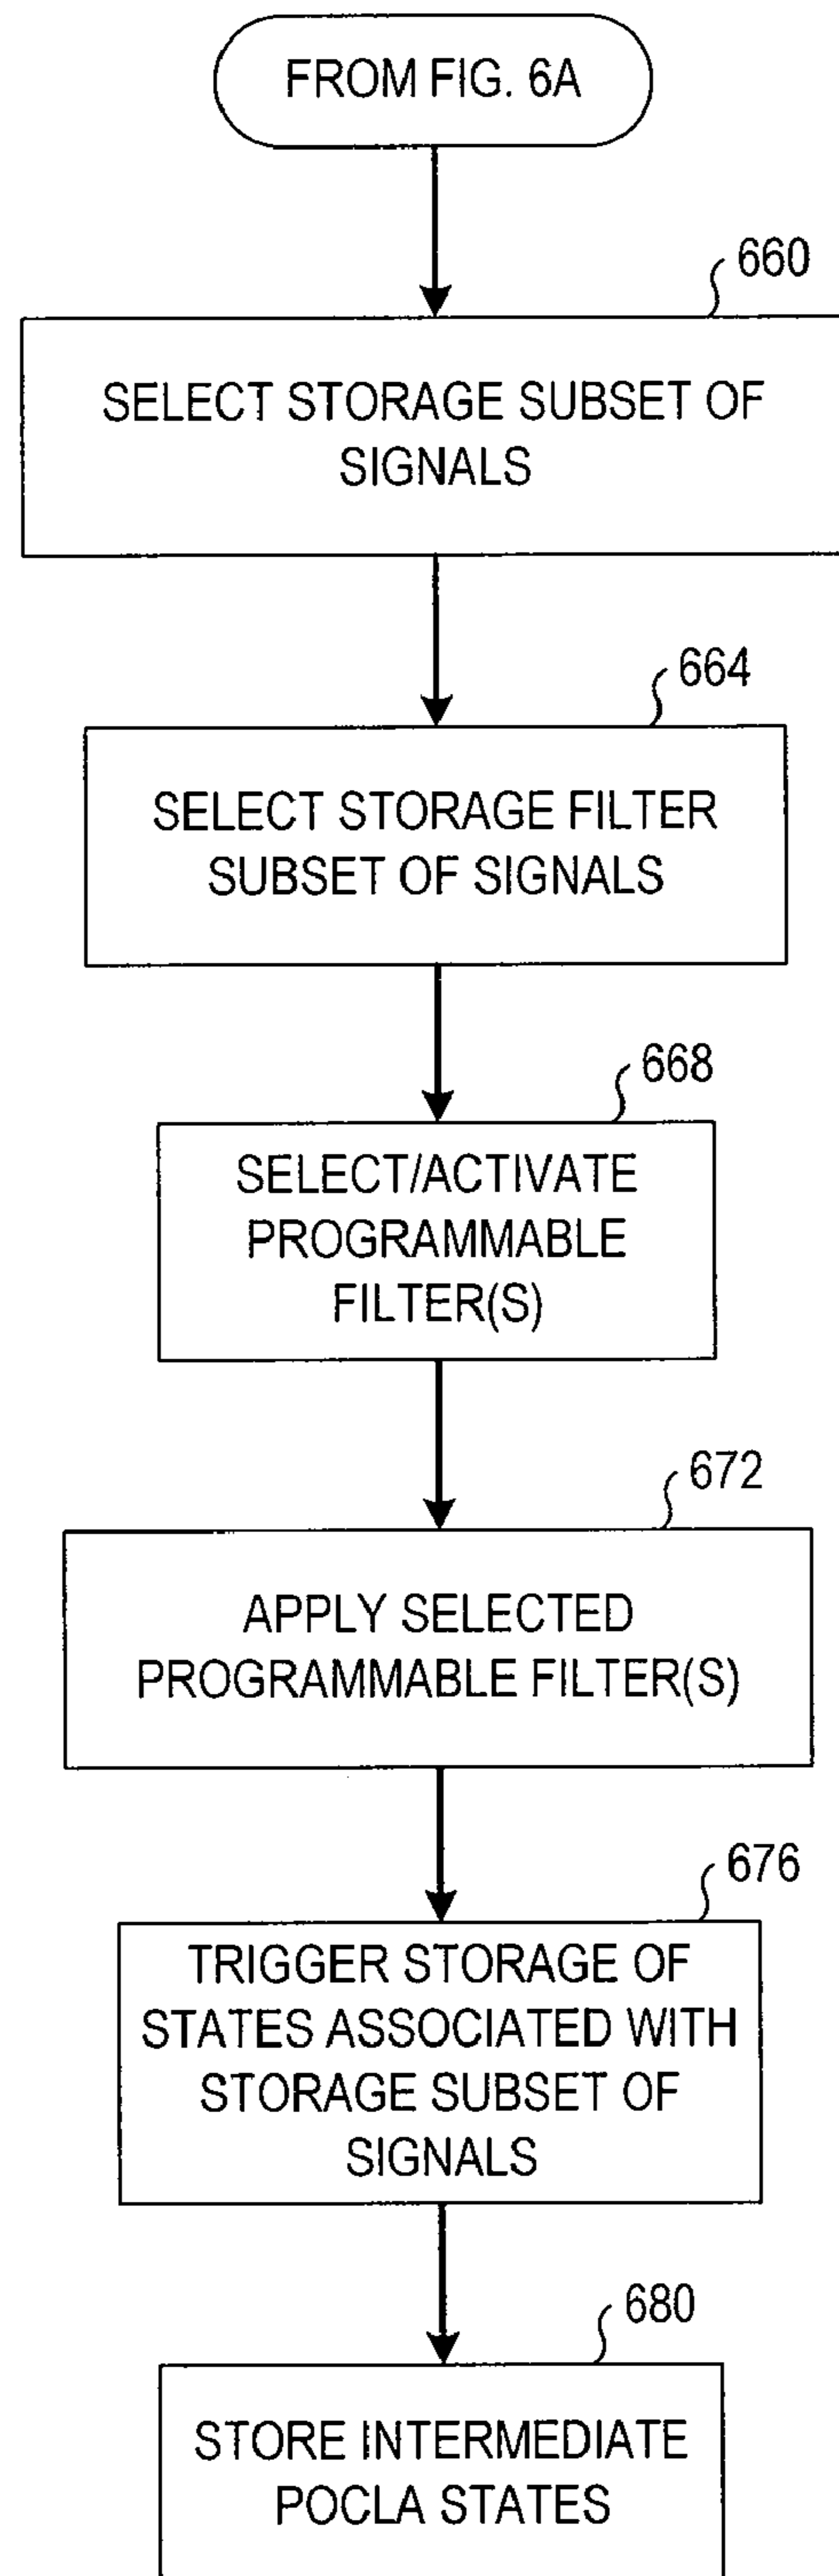 FROM FIG. 6A
660
SELECT STORAGE SUBSET OF
SIGNALS
664
SELECT STORAGE FILTER
SUBSET OF SIGNALS
668
SELECT/ACTIVATE
PROGRAMMABLE
FILTER(S)
672
APPLY SELECTED
PROGRAMMABLE FILTER(S)
676
TRIGGER STORAGE OF
STATES ASSOCIATED WITH
STORAGE SUBSET OF
SIGNALS
680
STORE INTERMEDIATE
POCLA STATES